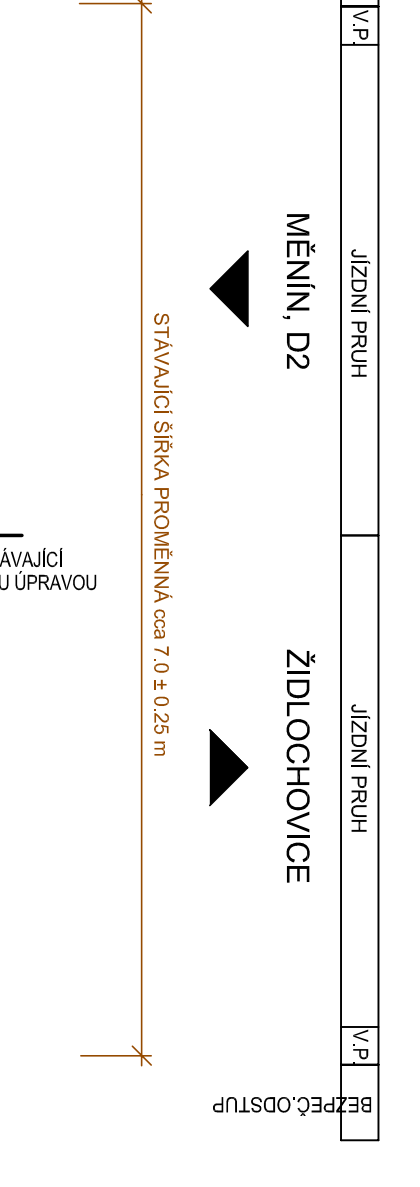 V.P.
JÍZDNÍ PRUH
JÍZDNÍ PRUH
V.P.
BEZPEČ.ODSTUP
MĚNÍN, D2
ŽIDLOCHOVICE
STÁVAJÍCÍ ŠÍŘKA PROMĚNNÁ cca 7.0 ± 0.25 m
ÁVAJÍCÍ
U ÚPRAVOU